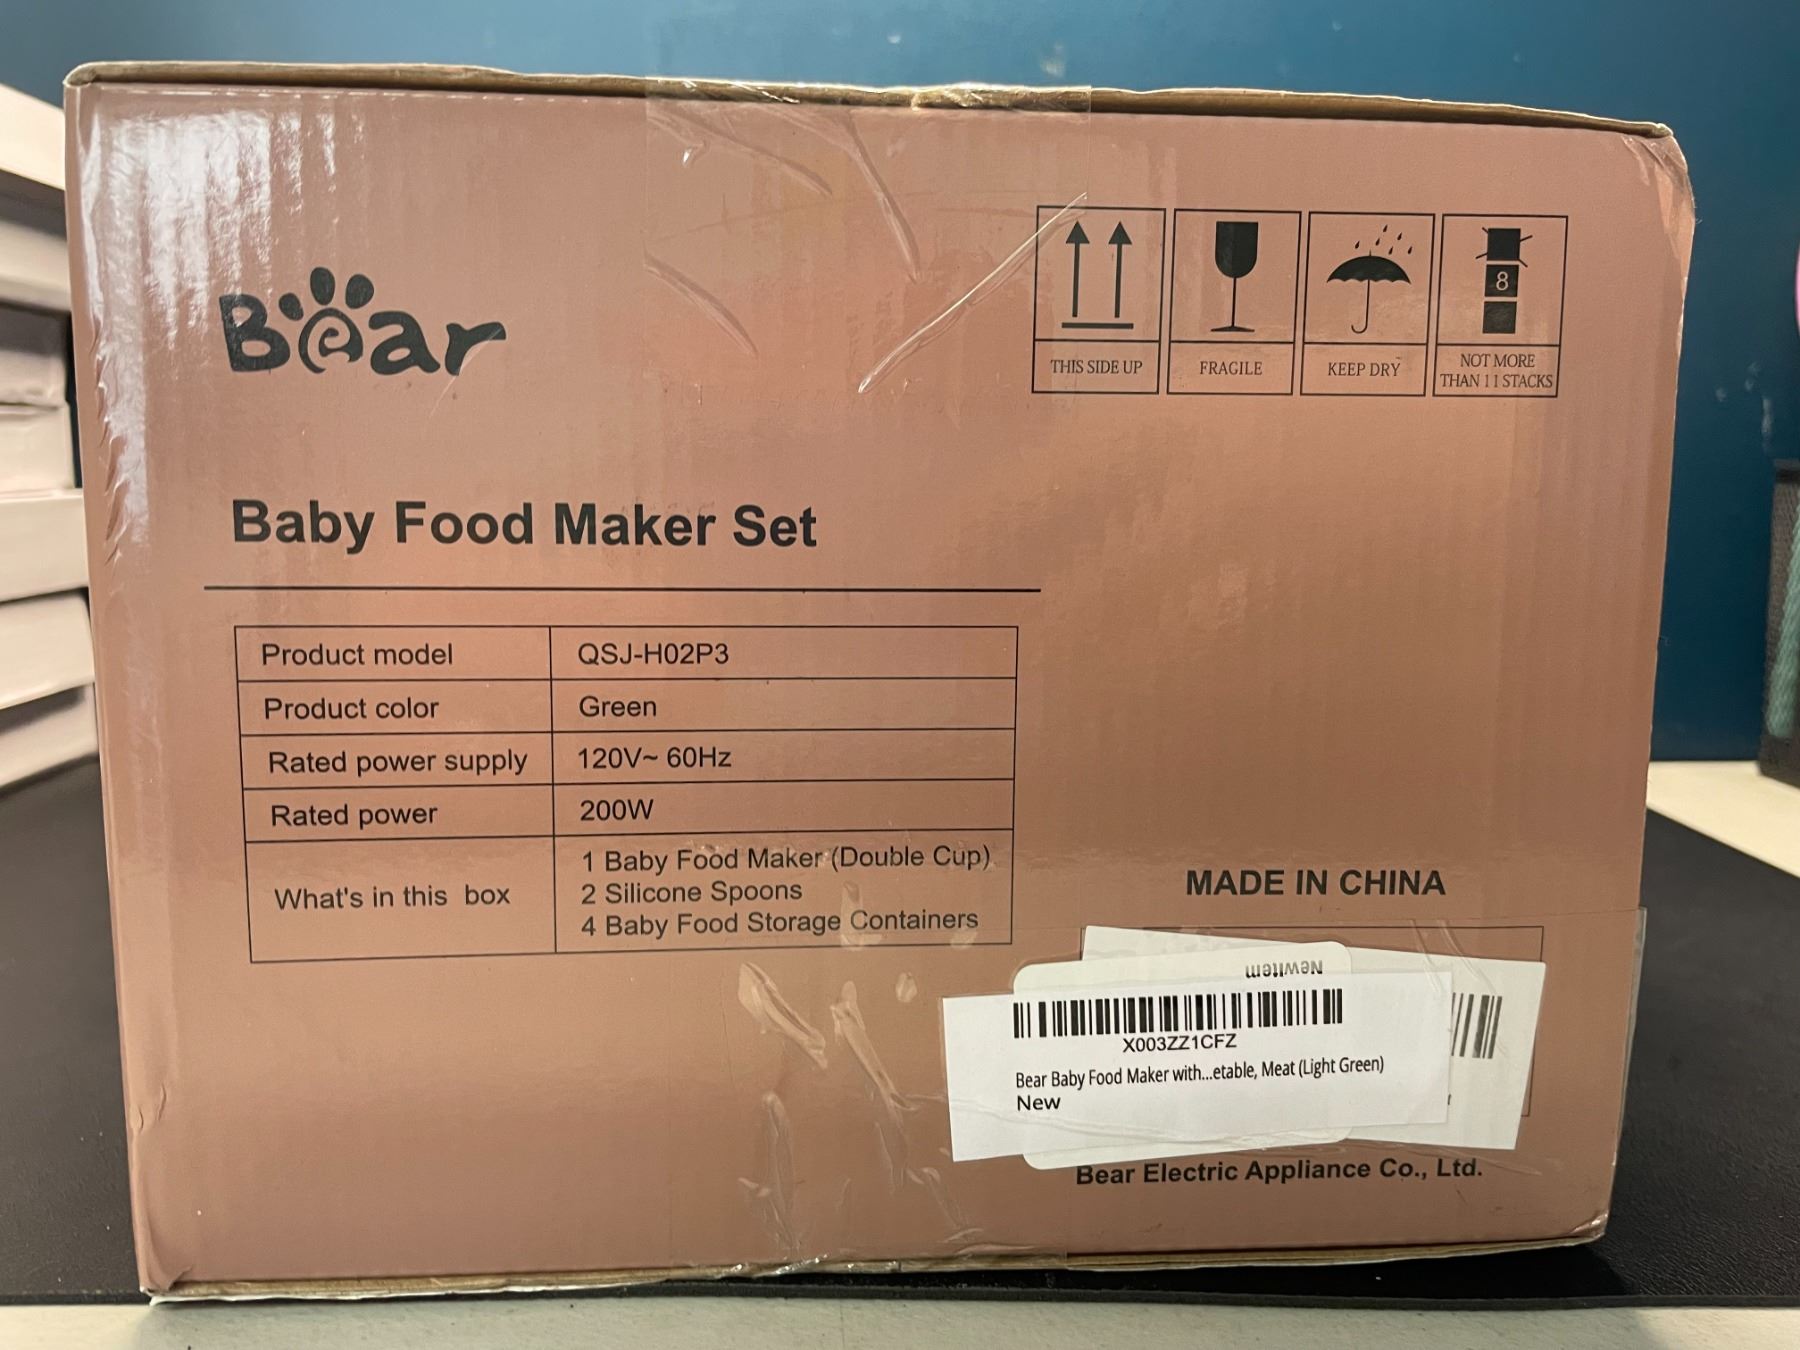 Bear
THIS SIDE UP
FRAGILE
KEEP DRY
8
NOT MORE
THAN 11 STACKS
Baby Food Maker Set
Product model QSJ-H02P3
Product color Green
Rated power supply 120V~ 60Hz
Rated power 200W
What's in this box
1 Baby Food Maker (Double Cup)
2 Silicone Spoons
4 Baby Food Storage Containers
MADE IN CHINA
NewItem
X003ZZ1CFZ
Bear Baby Food Maker with...etable, Meat (Light Green)
New
Bear Electric Appliance Co., Ltd.